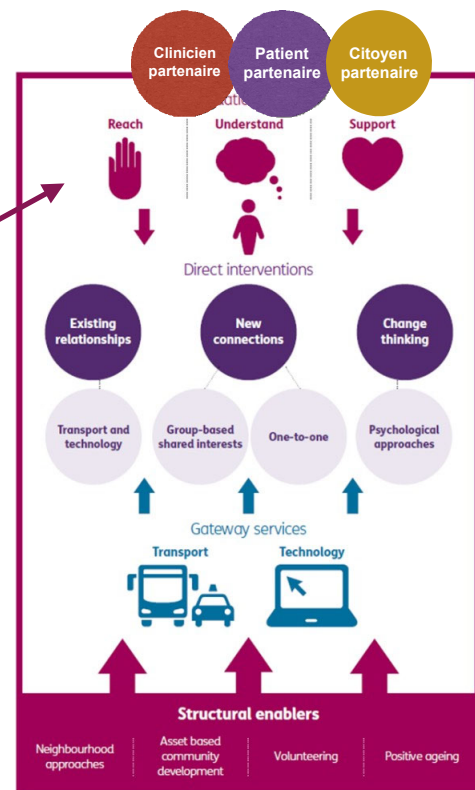 Clinicien
partenaire
Patient
partenaire
Citoyen
partenaire
Reach
Understand
Support
Direct interventions
Existing
relationships
New
connections
Change
thinking
Transport and
technology
Group-based
shared interests
One-to-one
Psychological
approaches
Gateway services
Transport
Technology
Structural enablers
Neighbourhood
approaches
Asset based
community
development
Volunteering
Positive ageing